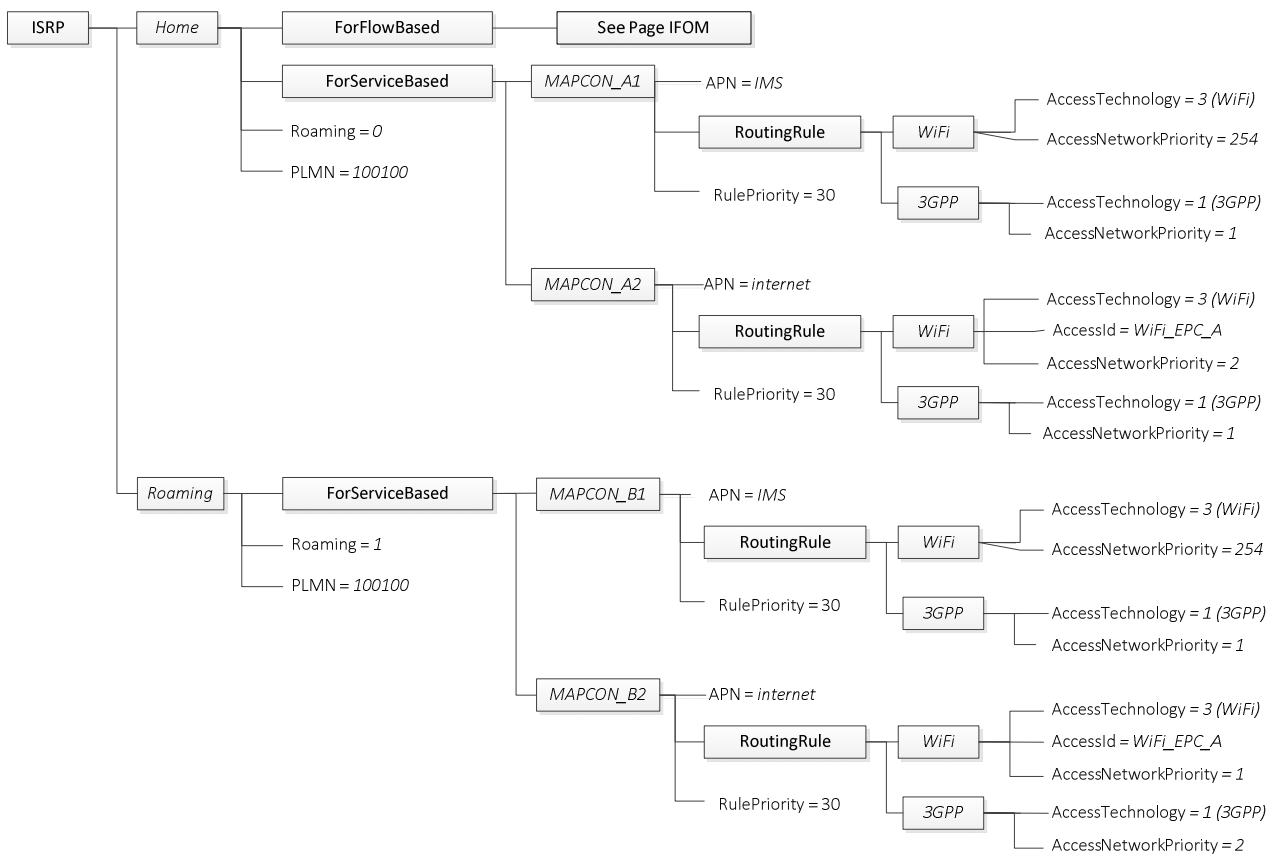 ISRP
Home
ForFlowBased
See Page IFOM
ForServiceBased
MAPCON_A1
APN = IMS
AccessTechnology = 3 (WiFi)
Roaming = 0
RoutingRule
WiFi
AccessNetworkPriority = 254
PLMN = 100100
RulePriority = 30
3GPP
AccessTechnology = 1 (3GPP)
AccessNetworkPriority = 1
MAPCON_A2
APN = internet
AccessTechnology = 3 (WiFi)
RoutingRule
WiFi
AccessId = WiFi_EPC_A
AccessNetworkPriority = 2
RulePriority = 30
3GPP
AccessTechnology = 1 (3GPP)
AccessNetworkPriority = 1
Roaming
ForServiceBased
MAPCON_B1
APN = IMS
AccessTechnology = 3 (WiFi)
Roaming = 1
RoutingRule
WiFi
AccessNetworkPriority = 254
PLMN = 100100
RulePriority = 30
3GPP
AccessTechnology = 1 (3GPP)
AccessNetworkPriority = 1
MAPCON_B2
APN = internet
AccessTechnology = 3 (WiFi)
RoutingRule
WiFi
AccessId = WiFi_EPC_A
AccessNetworkPriority = 1
RulePriority = 30
3GPP
AccessTechnology = 1 (3GPP)
AccessNetworkPriority = 2